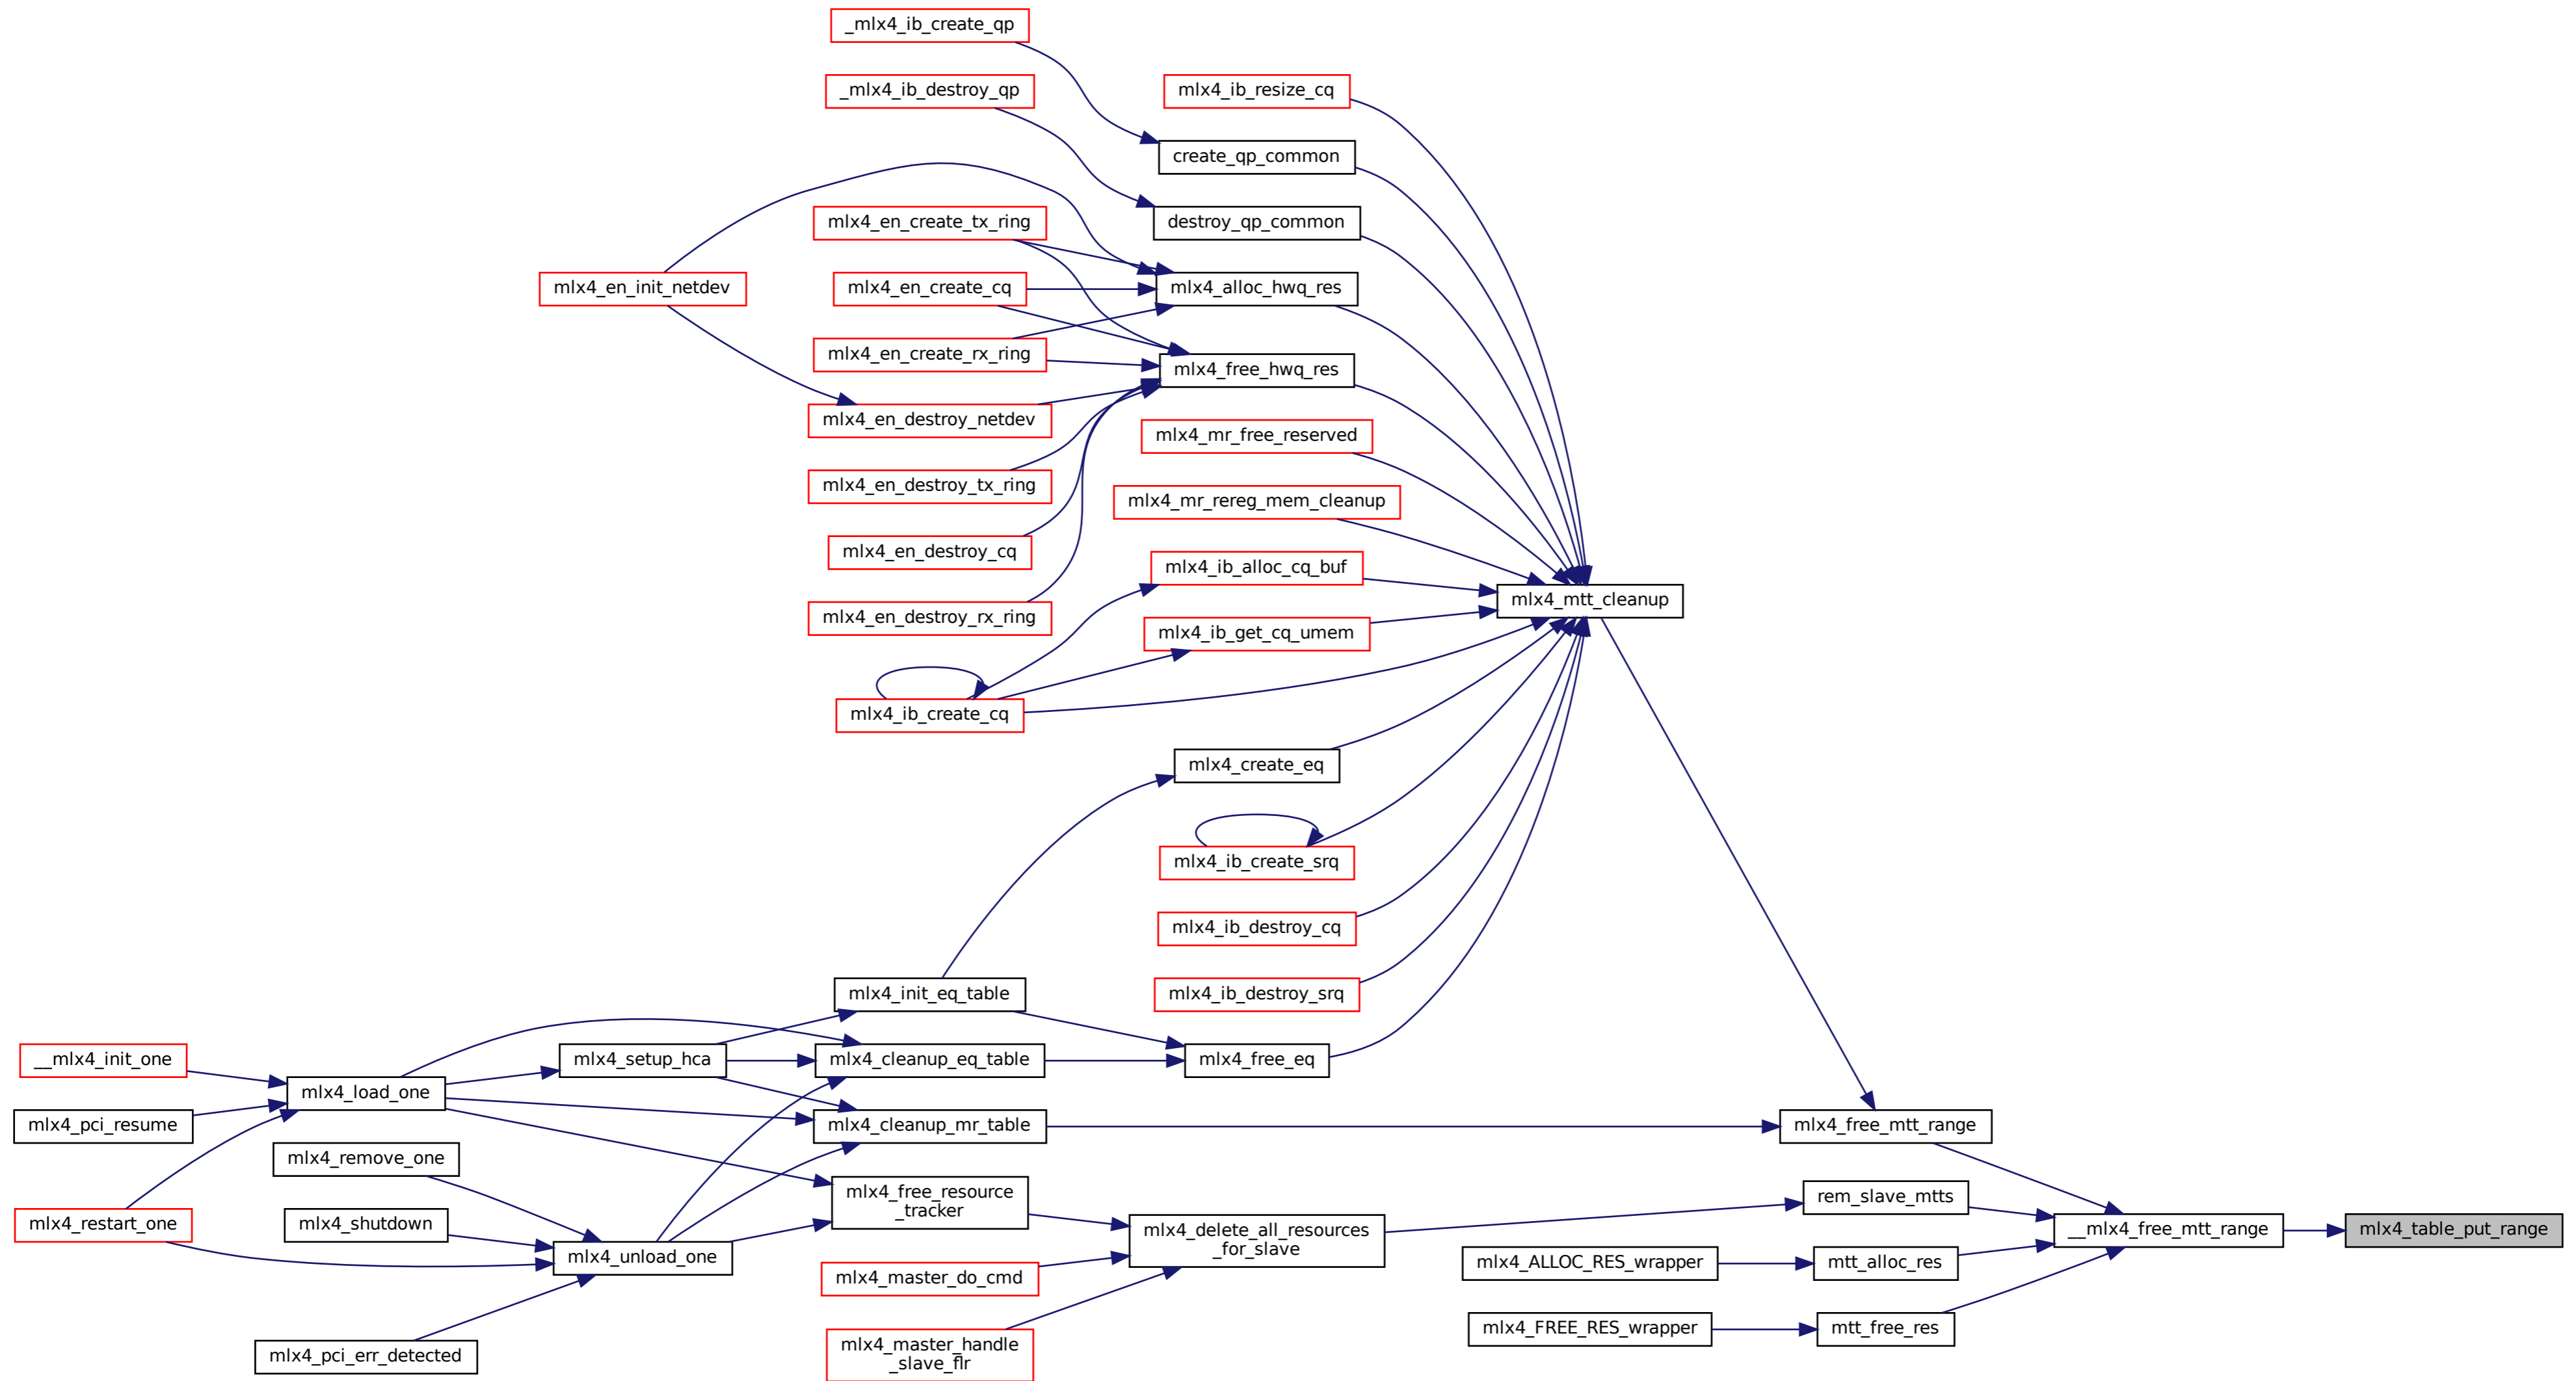 _mlx4_ib_create_qp
_mlx4_ib_destroy_qp
mlx4_ib_resize_cq
create_qp_common
destroy_qp_common
mlx4_en_create_tx_ring
mlx4_en_init_netdev
mlx4_en_create_cq
mlx4_alloc_hwq_res
mlx4_en_create_rx_ring
mlx4_free_hwq_res
mlx4_en_destroy_netdev
mlx4_mr_free_reserved
mlx4_en_destroy_tx_ring
mlx4_mr_rereg_mem_cleanup
mlx4_en_destroy_cq
mlx4_ib_alloc_cq_buf
mlx4_mtt_cleanup
mlx4_en_destroy_rx_ring
mlx4_ib_get_cq_umem
mlx4_ib_create_cq
mlx4_create_eq
mlx4_ib_create_srq
mlx4_ib_destroy_cq
mlx4_init_eq_table
mlx4_ib_destroy_srq
__mlx4_init_one
mlx4_setup_hca
mlx4_cleanup_eq_table
mlx4_free_eq
mlx4_load_one
mlx4_pci_resume
mlx4_cleanup_mr_table
mlx4_free_mtt_range
mlx4_remove_one
mlx4_free_resource
_tracker
rem_slave_mtts
mlx4_restart_one
mlx4_shutdown
mlx4_unload_one
mlx4_delete_all_resources
_for_slave
__mlx4_free_mtt_range
mlx4_table_put_range
mlx4_master_do_cmd
mlx4_ALLOC_RES_wrapper
mtt_alloc_res
mlx4_pci_err_detected
mlx4_master_handle
_slave_flr
mlx4_FREE_RES_wrapper
mtt_free_res